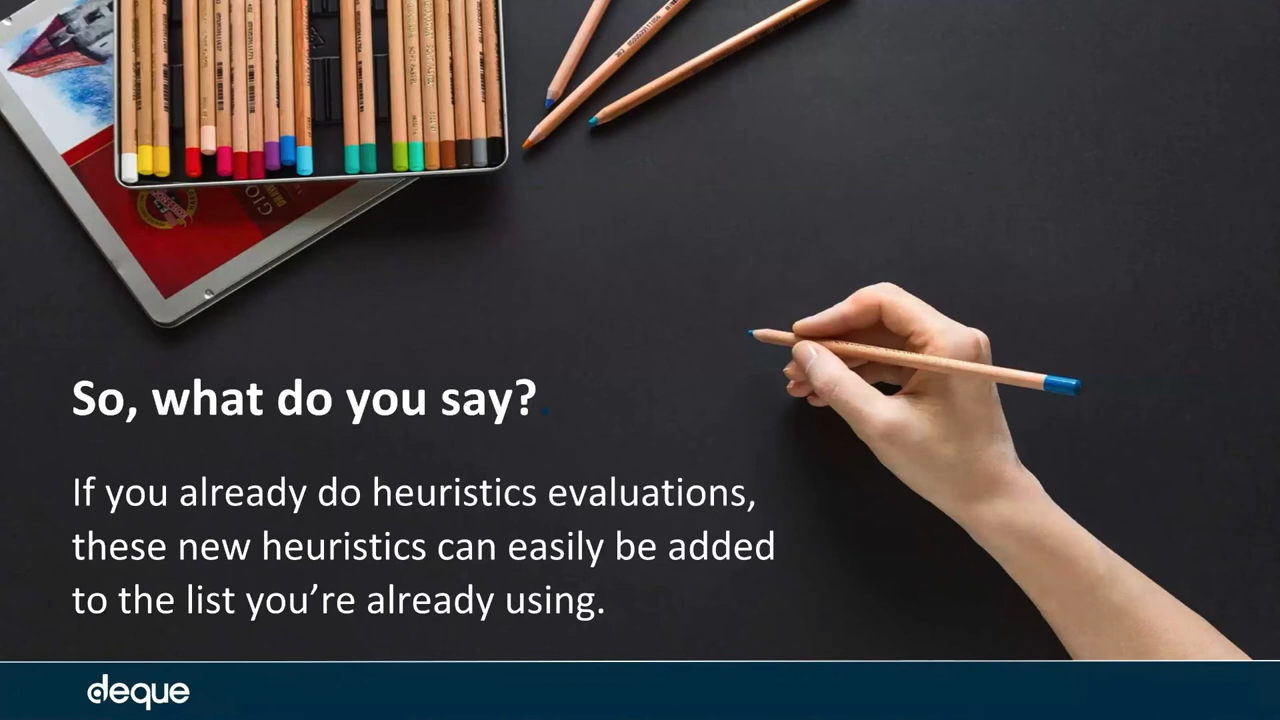 So, what do you say?
If you already do heuristics evaluations,
these new heuristics can easily be added
to the list you're already using.
deque